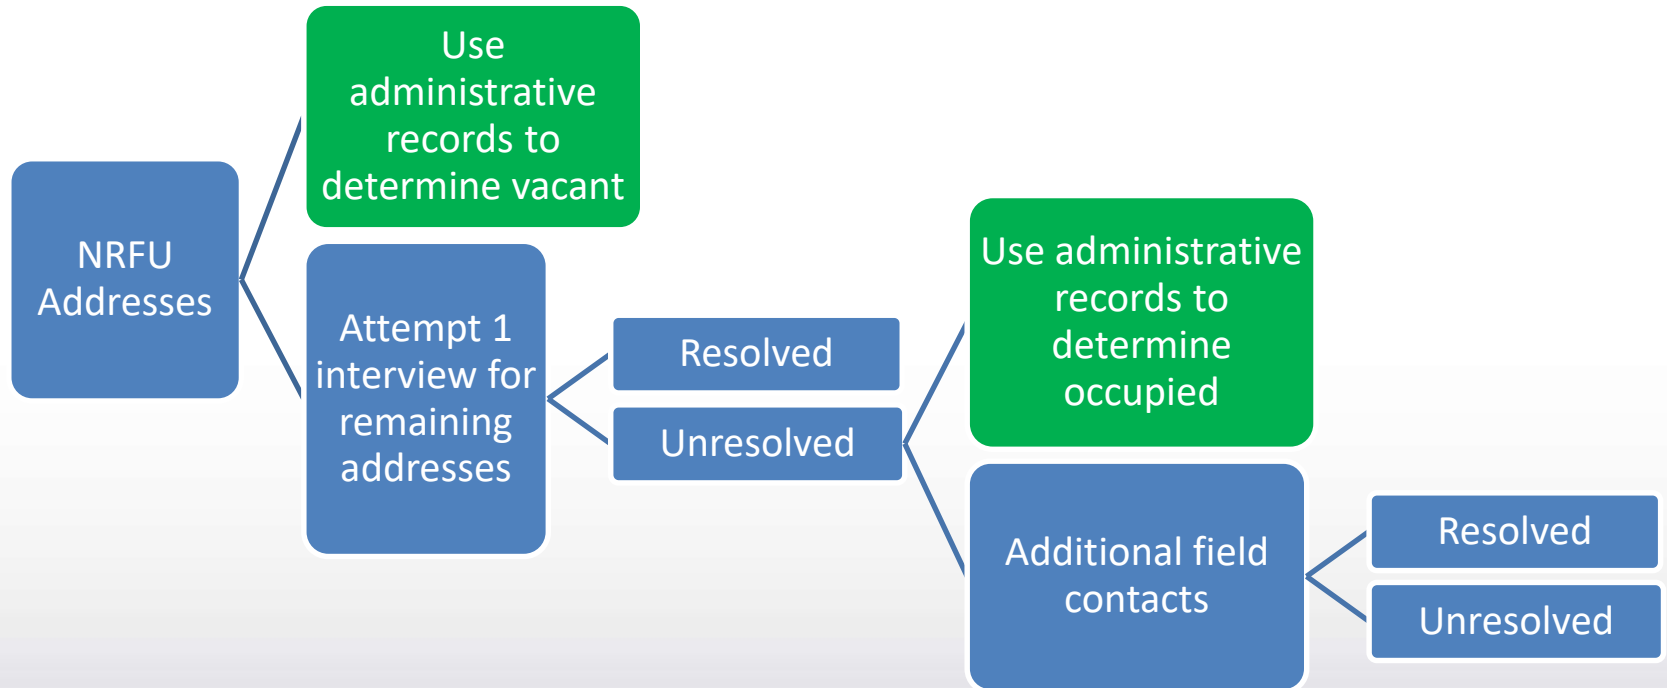 NRFU
Addresses
Use
administrative
records to
determine vacant
Attempt 1
interview for
remaining
addresses
Resolved
Unresolved
Use administrative
records to
determine
occupied
Additional field
contacts
Resolved
Unresolved